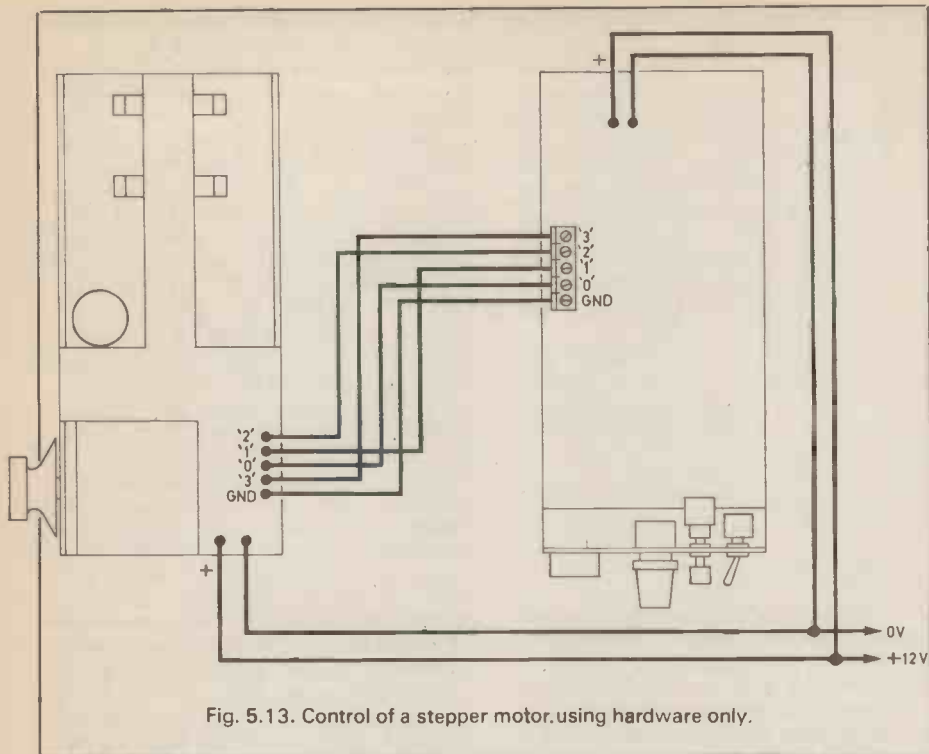 +
'3'
'2'
'1'
'0'
GND
'2'
'1'
'0'
'3'
GND
+
0V
+12V
Fig. 5.13. Control of a stepper motor.using hardware only.